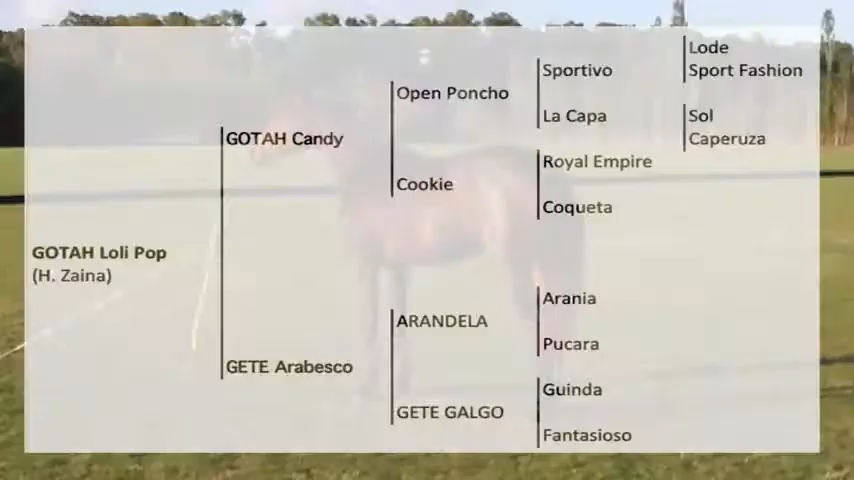 Lode
Sportivo
Sport Fashion
Open Poncho
La Capa
Sol
GOTAH Candy
Caperuza
Royal Empire
Cookie
Coqueta
GOTAH Loli Pop
(H. Zaina)
Arania
ARANDELA
Pucara
GETE Arabesco
Guinda
GETE GALGO
Fantasioso